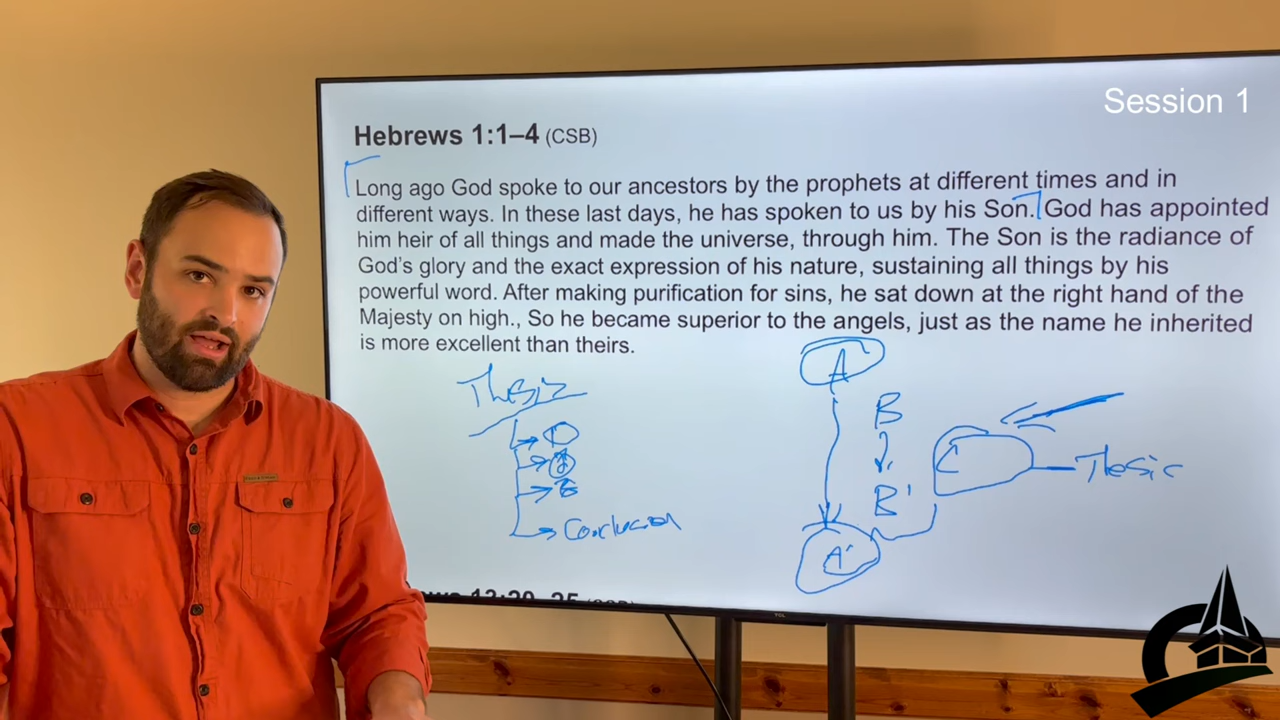 Session 1
Hebrews 1:1–4 (CSB)
Long ago God spoke to our ancestors by the prophets at different times and in
different ways. In these last days, he has spoken to us by his Son. God has appointed
him heir of all things and made the universe, through him. The Son is the radiance of
God's glory and the exact expression of his nature, sustaining all things by his
powerful word. After making purification for sins, he sat down at the right hand of the
Majesty on high., So he became superior to the angels, just as the name he inherited
is more excellent than theirs.
Thesis
Conclusion
A
B
B'
A'
C
Thesis